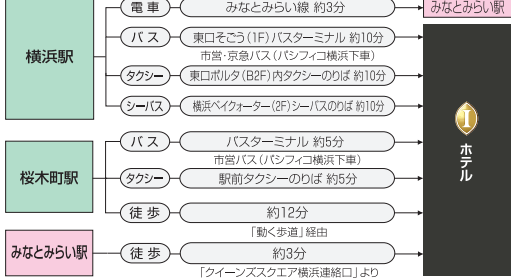 横浜駅
電車 みなとみらい線 約3分 みなとみらい駅
バス 東口そごう(1F)バスターミナル 約10分
市営・京急バス(パシフィコ横浜下車)
タクシー 東口ポルタ(B2F)内タクシーのりば 約10分
シーバス 横浜ベイクォーター(2F)シーバスのりば 約10分
桜木町駅
バス バスターミナル 約5分
市営バス(パシフィコ横浜下車)
タクシー 駅前タクシーのりば 約5分
徒歩 約12分
「動く歩道」経由
みなとみらい駅
徒歩 約3分
「クイーンズスクエア横浜連絡口」より
I
ホテル